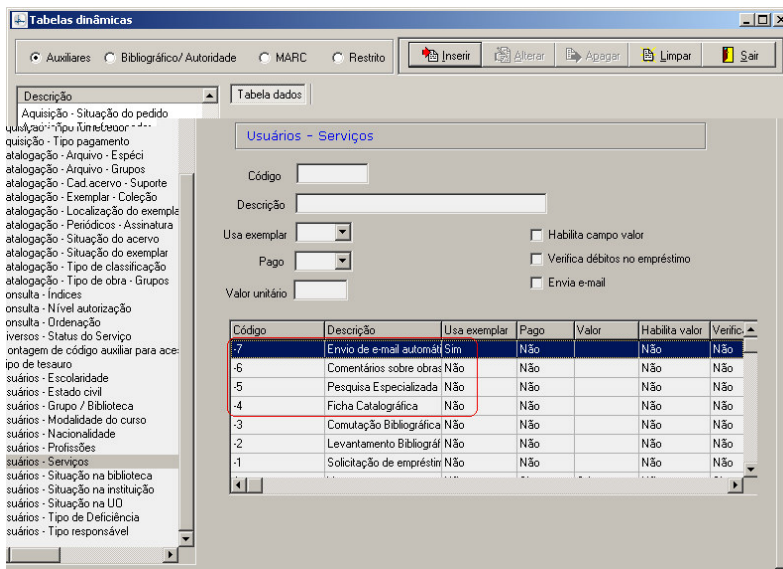 Tabelas dinâmicas
Auxiliares Bibliográfico/ Autoridade MARC Restrito Inserir Alterar Apagar Limpar Sair
Descrição
Tabela dados
Aquisição - Situação do pedido
quisição - Tipo pagamento
atalogação - Arquivo - Espéci
atalogação - Arquivo - Grupos
atalogação - Cad.acervo - Suporte
atalogação - Exemplar - Coleção
atalogação - Localização do exempla
atalogação - Periódicos - Assinatura
atalogação - Situação do acervo
atalogação - Situação do exemplar
atalogação - Tipo de classificação
atalogação - Tipo de obra - Grupos
onsulta - Índices
onsulta - Nível autorização
onsulta - Ordenação
iversos - Status do Serviço
ontagem de código auxiliar para ace:
ipo de tesauro
suários - Escolaridade
suários - Estado civil
suários - Grupo / Biblioteca
suários - Modalidade do curso
suários - Nacionalidade
suários - Profissões
suários - Serviços
suários - Situação na biblioteca
suários - Situação na instituição
suários - Situação na UO
suários - Tipo de Deficiência
suários - Tipo responsável
Usuários - Serviços
Código
Descrição
Usa exemplar
Pago
Valor unitário
Habilita campo valor
Verifica débitos no empréstimo
Envia e-mail
Código Descrição Usa exemplar Pago Valor Habilita valor Verific
-7 Envio de e-mail automáti Sim Não Não Não
-6 Comentários sobre obras Não Não Não Não
-5 Pesquisa Especializada Não Não Não Não
-4 Ficha Catalográfica Não Não Não Não
-3 Comutação Bibliográfica Não Não Não Não
-2 Levantamento Bibliográf Não Não Não Não
-1 Solicitação de empréstim Não Não Não Não